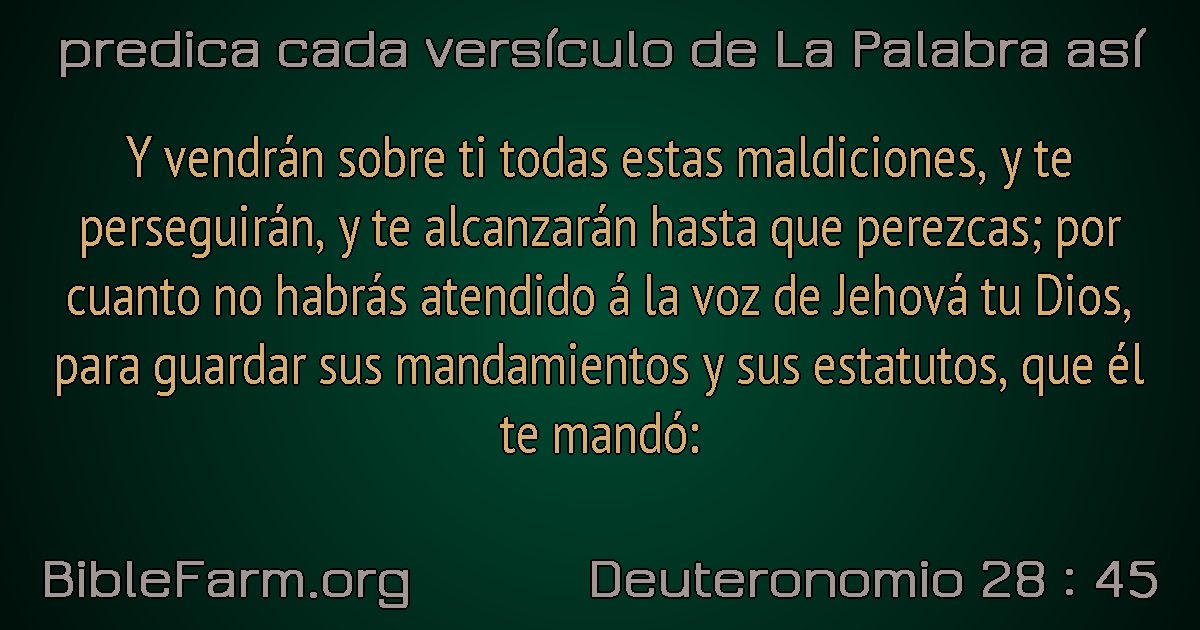 predica cada versículo de La Palabra así
Y vendrán sobre ti todas estas maldiciones, y te
perseguirán, y te alcanzarán hasta que perezcas; por
cuanto no habrás atendido á la voz de Jehová tu Dios,
para guardar sus mandamientos y sus estatutos, que él
te mandó:
BibleFarm.org Deuteronomio 28 : 45